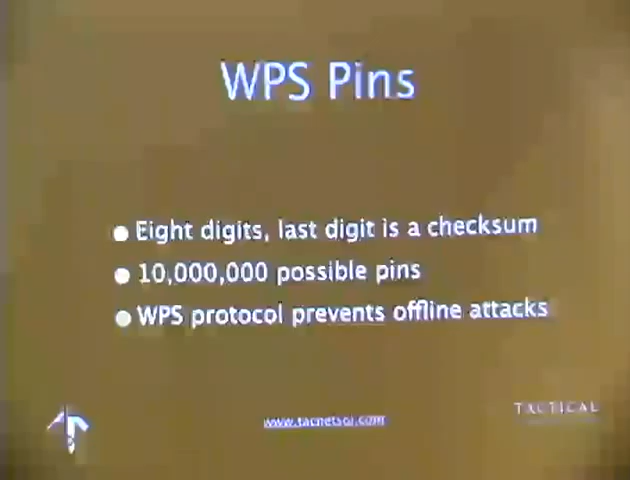 WPS Pins
Eight digits, last digit is a checksum
10,000,000 possible pins
WPS protocol prevents offline attacks
www.tacnetsol.com
TACTICAL